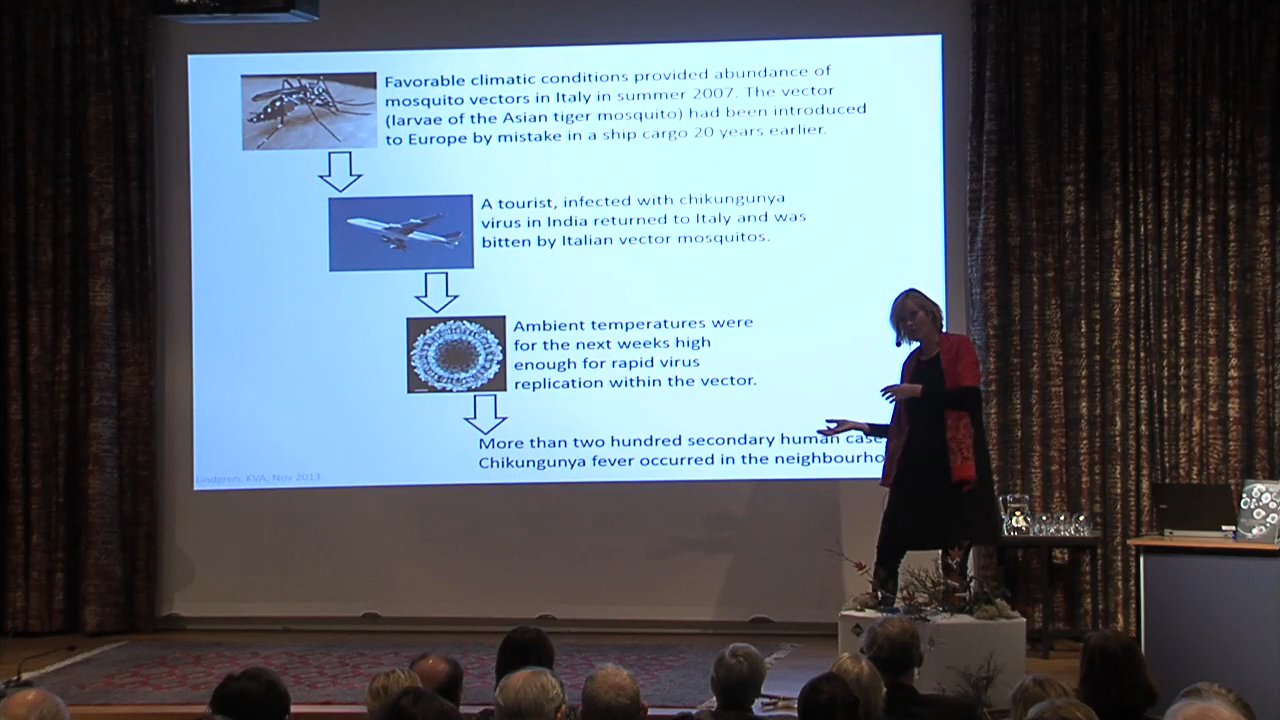 Favorable climatic conditions provided abundance of
mosquito vectors in Italy in summer 2007. The vector
(larvae of the Asian tiger mosquito) had been introduced
to Europe by mistake in a ship cargo 20 years earlier.
A tourist, infected with chikungunya
virus in India returned to Italy and was
bitten by Italian vector mosquitos.
Ambient temperatures were
for the next weeks high
enough for rapid virus
replication within the vector.
More than two hundred secondary human case
Chikungunya fever occurred in the neighbourho
Lindgren, KVA, Nov 2013